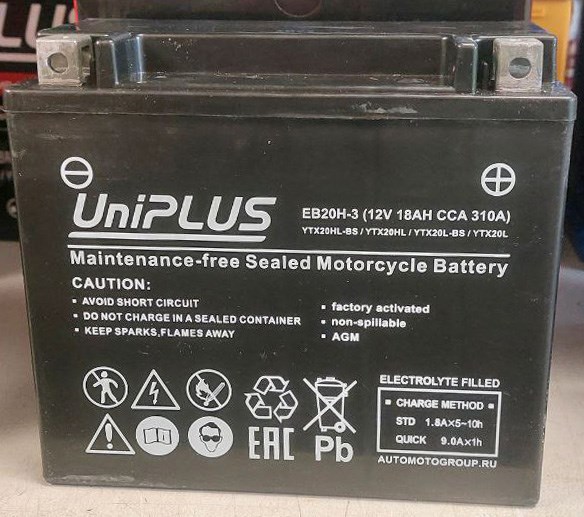 UniPLUS
EB20H-3 (12V 18AH CCA 310A)
YTX20HL-BS / YTX20HL / YTX20L-BS / YTX20L
Maintenance-free Sealed Motorcycle Battery
CAUTION:
▪ AVOID SHORT CIRCUIT
▪ DO NOT CHARGE IN A SEALED CONTAINER
▪ KEEP SPARKS,FLAMES AWAY
▪ factory activated
▪ non-spillable
▪ AGM
ELECTROLYTE FILLED
▪ CHARGE METHOD ▪
STD 1.8A×5~10h
QUICK 9.0A×1h
AUTOMOTOGROUP.RU
EAC
Pb